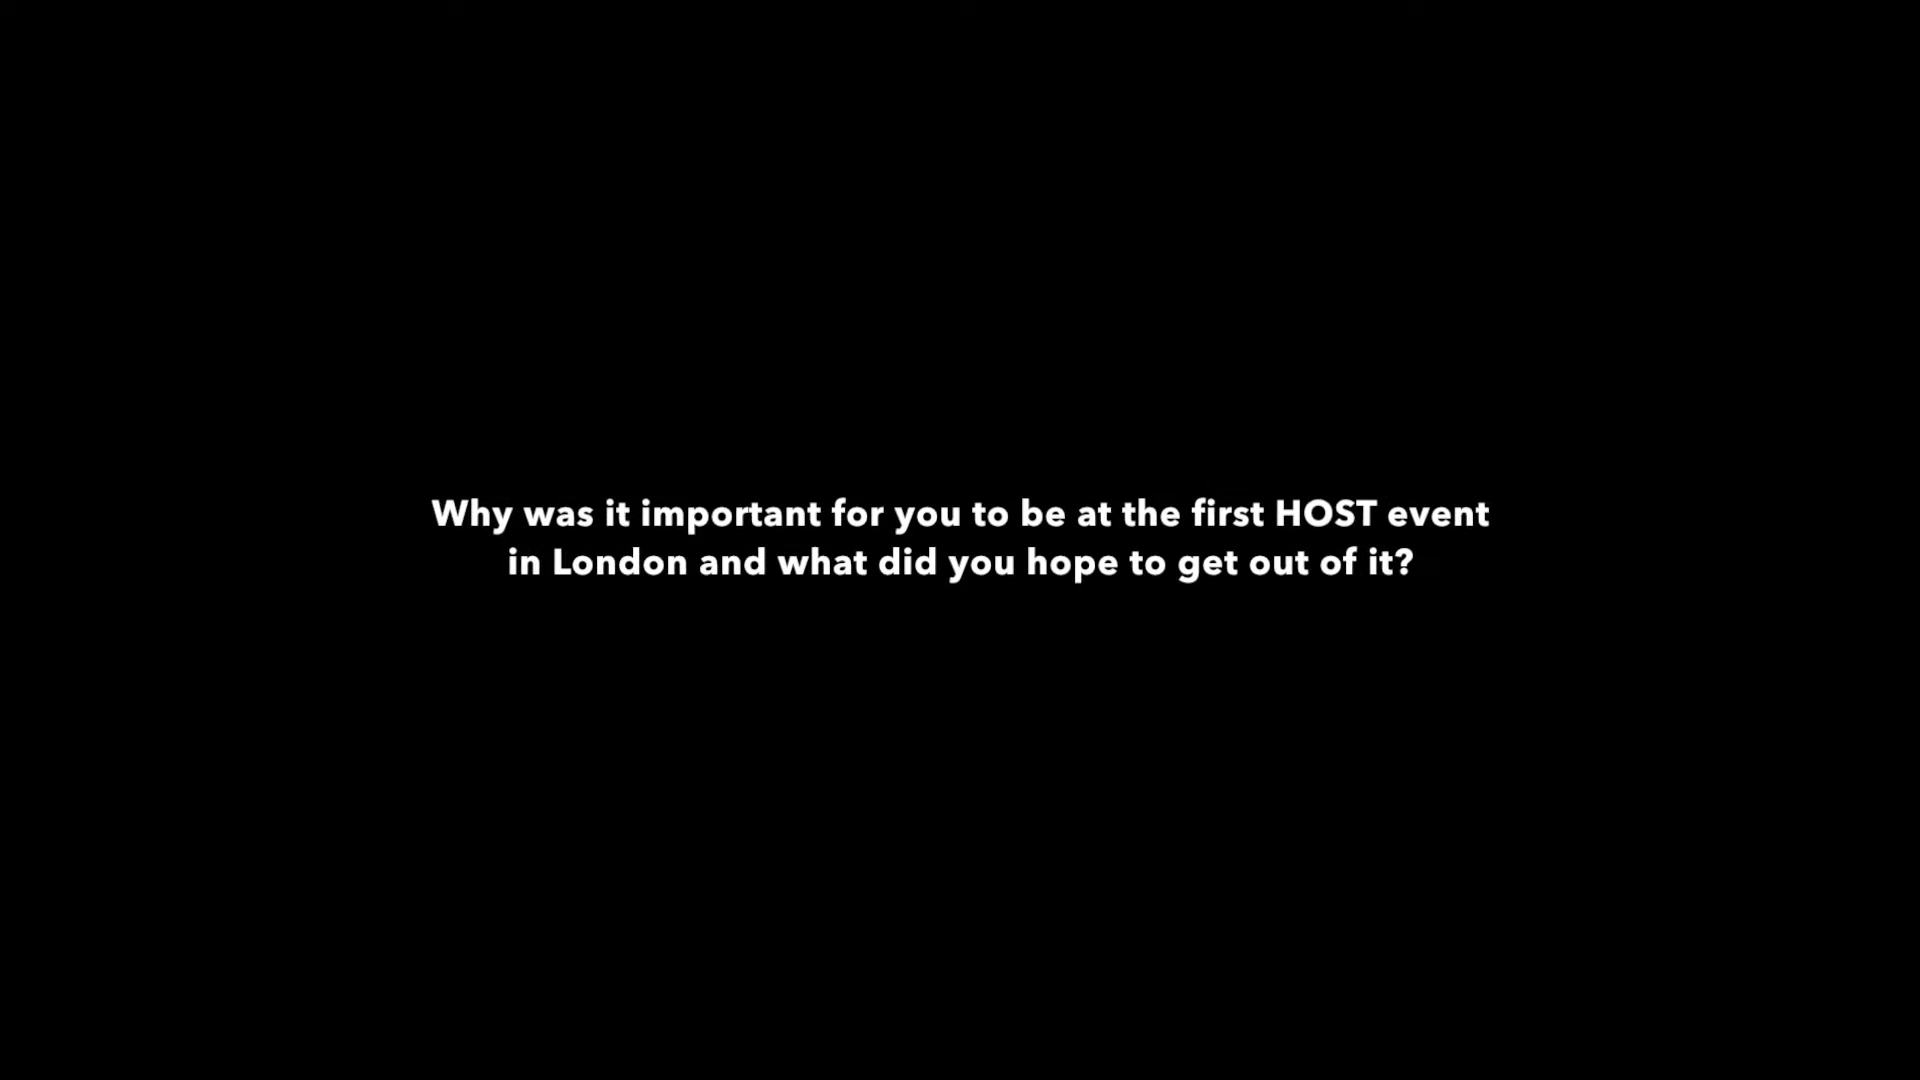 Why was it important for you to be at the first HOST event
in London and what did you hope to get out of it?